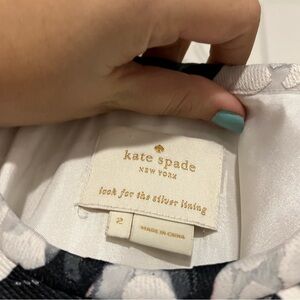 kate spade
NEW YORK
look for the silver lining
2
MADE IN CHINA